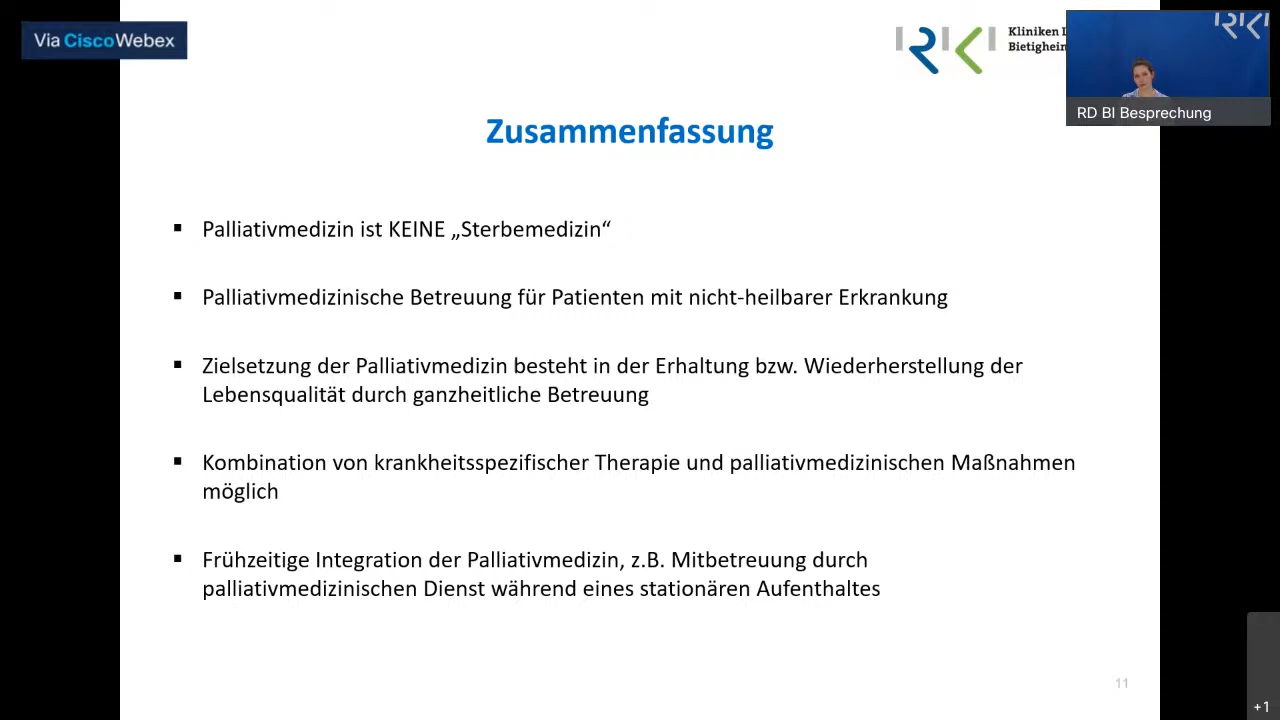 Via CiscoWebex
Kliniken
Bietigheim
RD BI Besprechung
Zusammenfassung
▪ Palliativmedizin ist KEINE „Sterbemedizin“
▪ Palliativmedizinische Betreuung für Patienten mit nicht-heilbarer Erkrankung
▪ Zielsetzung der Palliativmedizin besteht in der Erhaltung bzw. Wiederherstellung der
Lebensqualität durch ganzheitliche Betreuung
▪ Kombination von krankheitsspezifischer Therapie und palliativmedizinischen Maßnahmen
möglich
▪ Frühzeitige Integration der Palliativmedizin, z.B. Mitbetreuung durch
palliativmedizinischen Dienst während eines stationären Aufenthaltes
11
+1